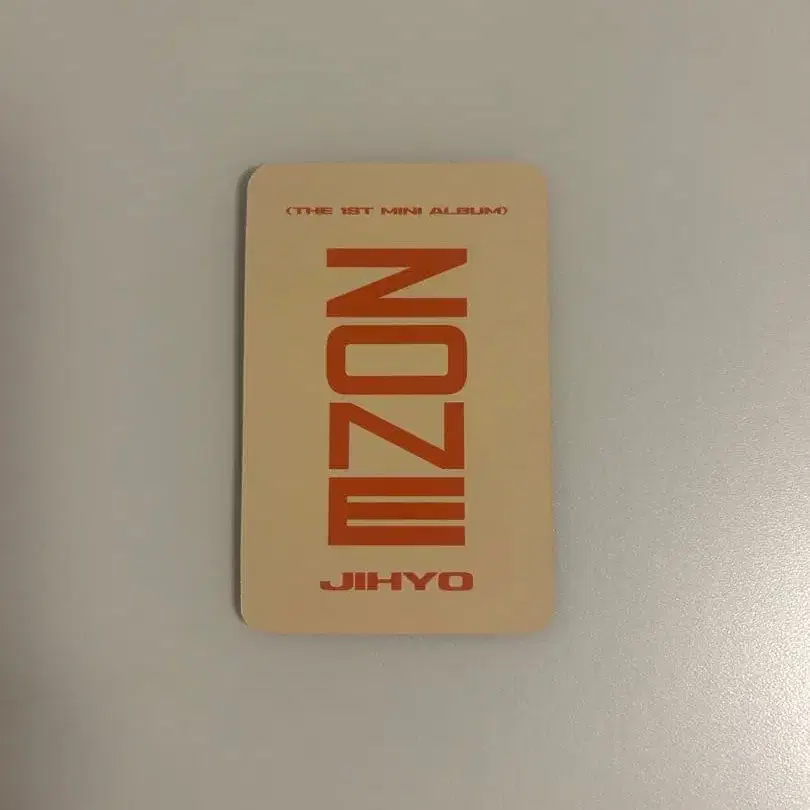 (THE 1ST MINI ALBUM)
ZONE
JIHYO